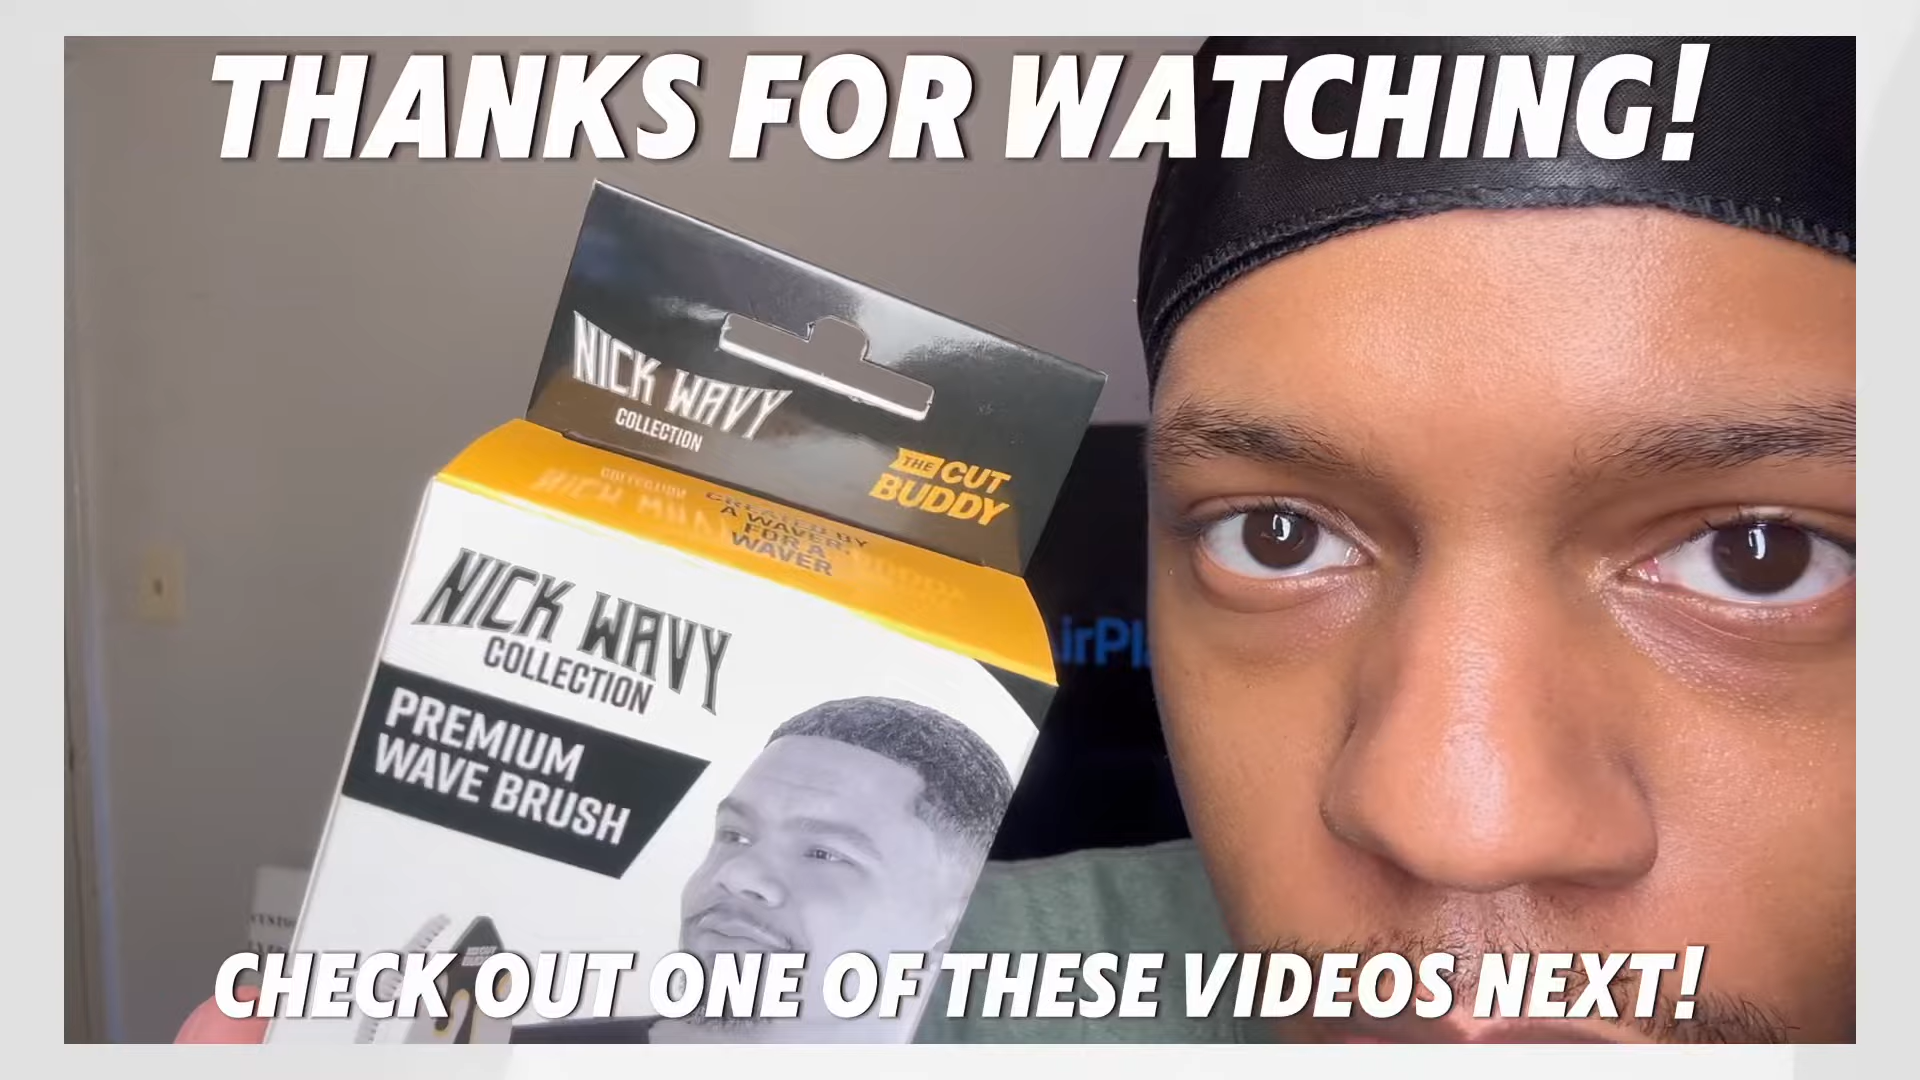 THANKS FOR WATCHING!
NICK WAVY
COLLECTION
THE CUT
BUDDY
CREATED BY
A WAVER,
FOR A
WAVER
NICK WAVY
COLLECTION
PREMIUM
WAVE BRUSH
irPl
CHECK OUT ONE OF THESE VIDEOS NEXT!